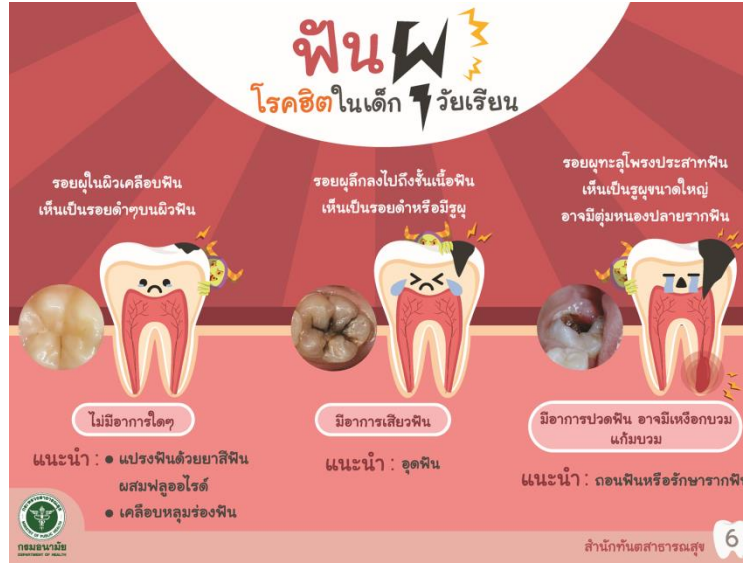 ฟันผุ
โรคฮิตในเด็กวัยเรียน
รอยผุในผิวเคลือบฟัน
เห็นเป็นรอยดำๆบนผิวฟัน
ไม่มีอาการใดๆ
แนะนำ : ● แปรงฟันด้วยยาสีฟัน
ผสมฟลูออไรด์
● เคลือบหลุมร่องฟัน
รอยผุลึกลงไปถึงชั้นเนื้อฟัน
เห็นเป็นรอยดำหรือมีรูผุ
มีอาการเสียวฟัน
แนะนำ : อุดฟัน
รอยผุทะลุโพรงประสาทฟัน
เห็นเป็นรูผุขนาดใหญ่
อาจมีตุ่มหนองปลายรากฟัน
มีอาการปวดฟัน อาจมีเหงือกบวม
แก้มบวม
แนะนำ : ถอนฟันหรือรักษารากฟัน
กรมอนามัย
DEPARTMENT OF HEALTH
สำนักทันตสาธารณสุข
6